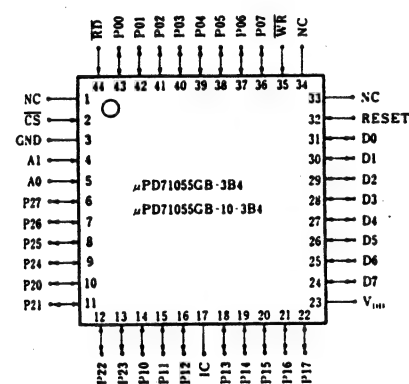 RD P00 P01 P02 P03 P04 P05 P06 P07 WR NC
44 43 42 41 40 39 38 37 36 35 34
NC 1
CS 2
GND 3
A1 4
A0 5
P27 6
P26 7
P25 8
P24 9
P20 10
P21 11
μPD71055GB-3B4
μPD71055GB-10-3B4
33 NC
32 RESET
31 D0
30 D1
29 D2
28 D3
27 D4
26 D5
25 D6
24 D7
23 VDD
12 13 14 15 16 17 18 19 20 21 22
P22 P23 P10 P11 P12 IC P13 P14 P15 P16 P17